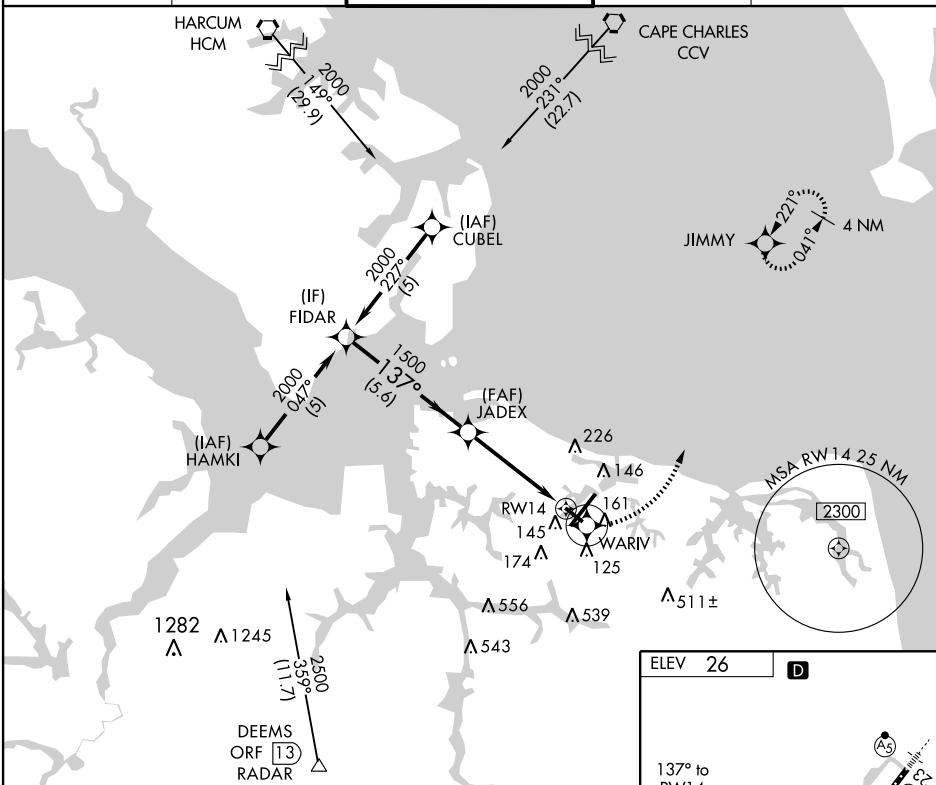 HARCUM
HCM
2000
149°
(29.9)
CAPE CHARLES
CCV
2000
231°
(22.7)
(IAF)
CUBEL
2000
227°
(5)
JIMMY
221°
041°
4 NM
(IF)
FIDAR
1500
137°
(5.6)
2000
047°
(5)
(IAF)
HAMKI
(FAF)
JADEX
226
146
RW14
161
145
WARIV
174
125
MSA RW14 25 NM
2300
556
539
511±
543
1282
1245
2500
359°
(11.7)
DEEMS
ORF 13
RADAR
ELEV 26
D
A5
137° to
RW14
23